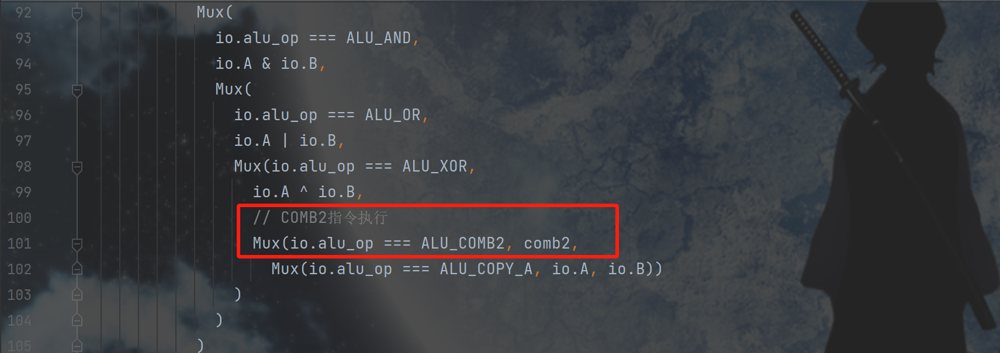 92 Mux(
93 io.alu_op === ALU_AND,
94 io.A & io.B,
95 Mux(
96 io.alu_op === ALU_OR,
97 io.A | io.B,
98 Mux(io.alu_op === ALU_XOR,
99 io.A ^ io.B,
100 // COMB2指令执行
101 Mux(io.alu_op === ALU_COMB2, comb2,
102 Mux(io.alu_op === ALU_COPY_A, io.A, io.B))
103 )
104 )
105 )